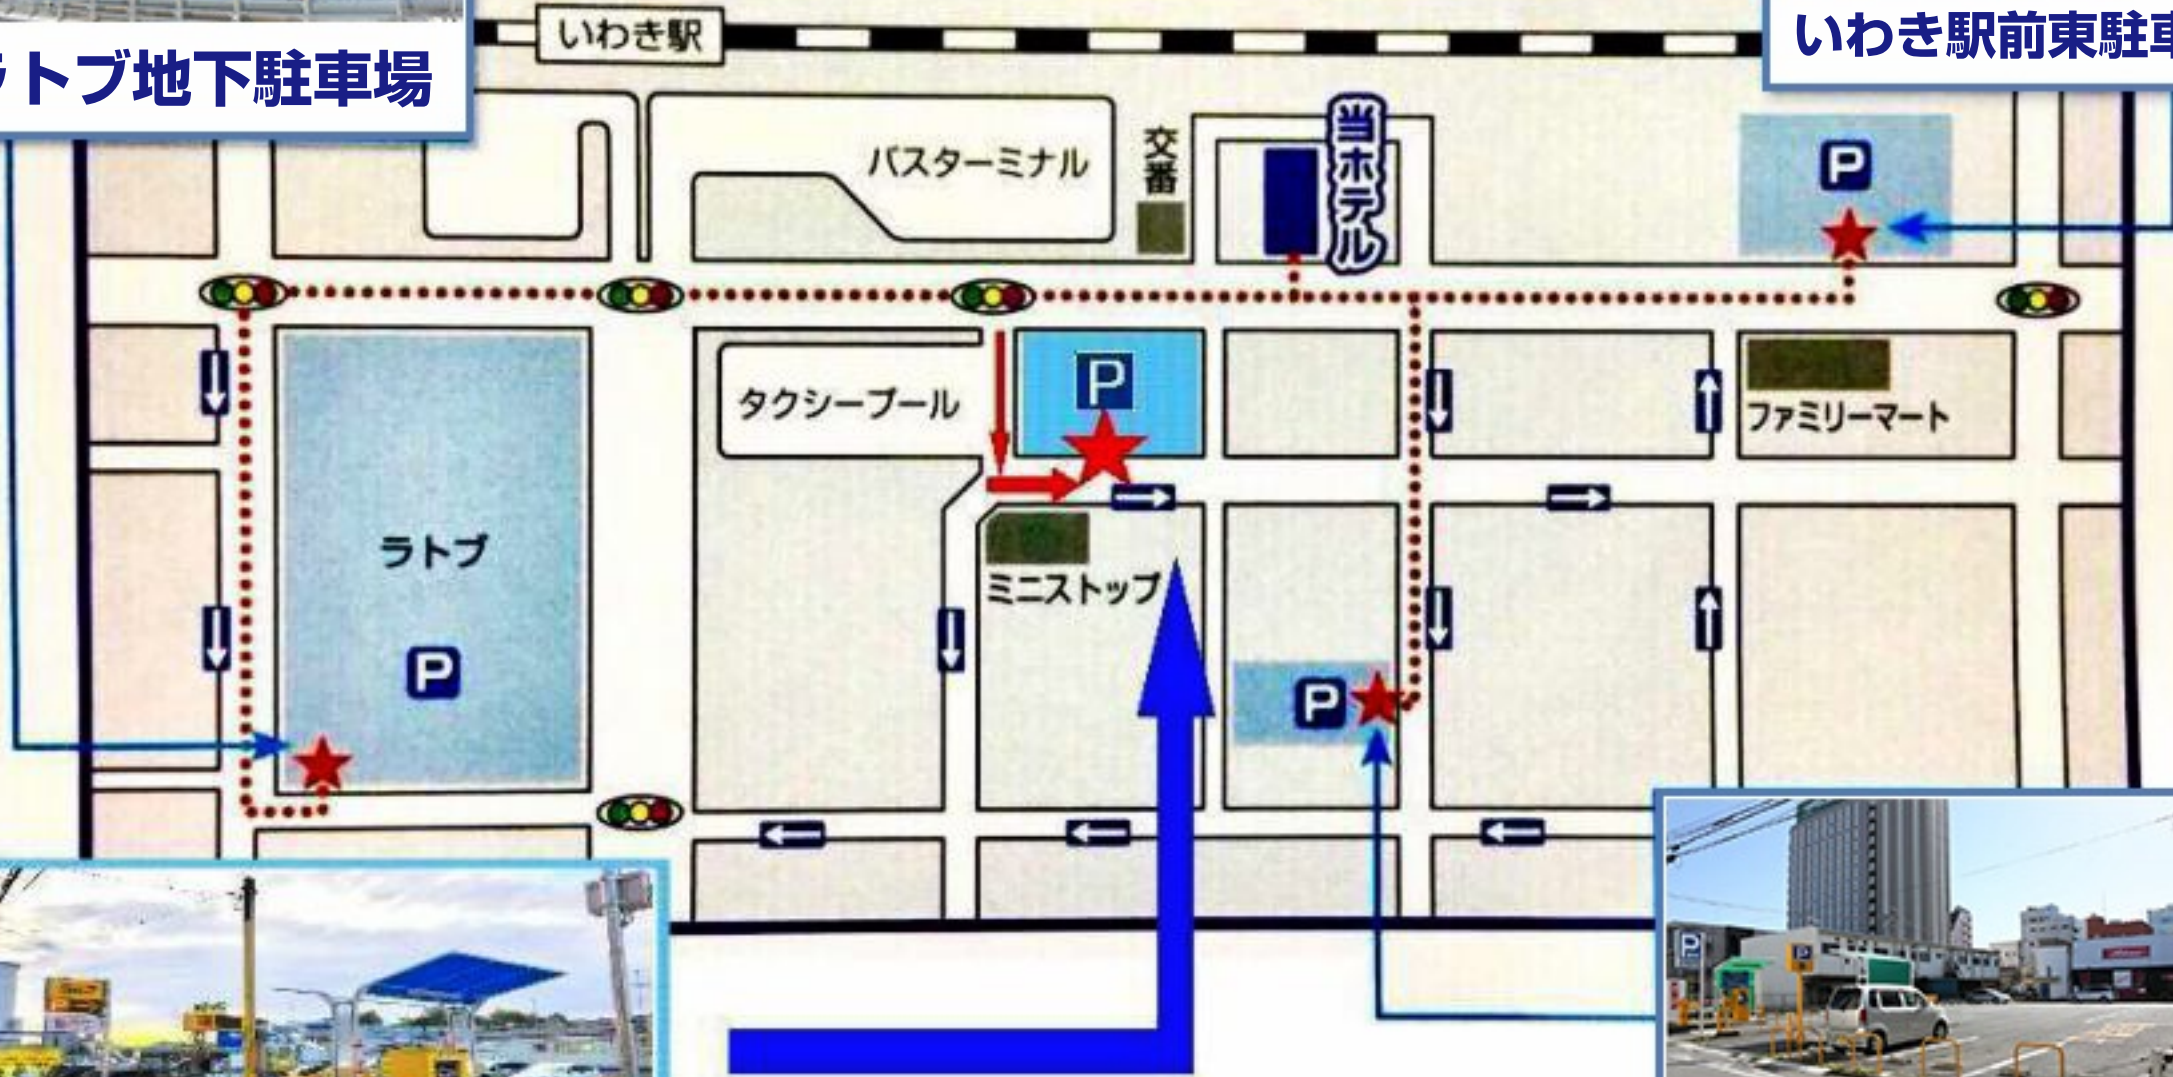 いわき駅
いわき駅前東駐車
ラトブ地下駐車場
バスターミナル
交番
当ホテル
P
タクシープール
P
ファミリーマート
ラトブ
ミニストップ
P
P
P
P